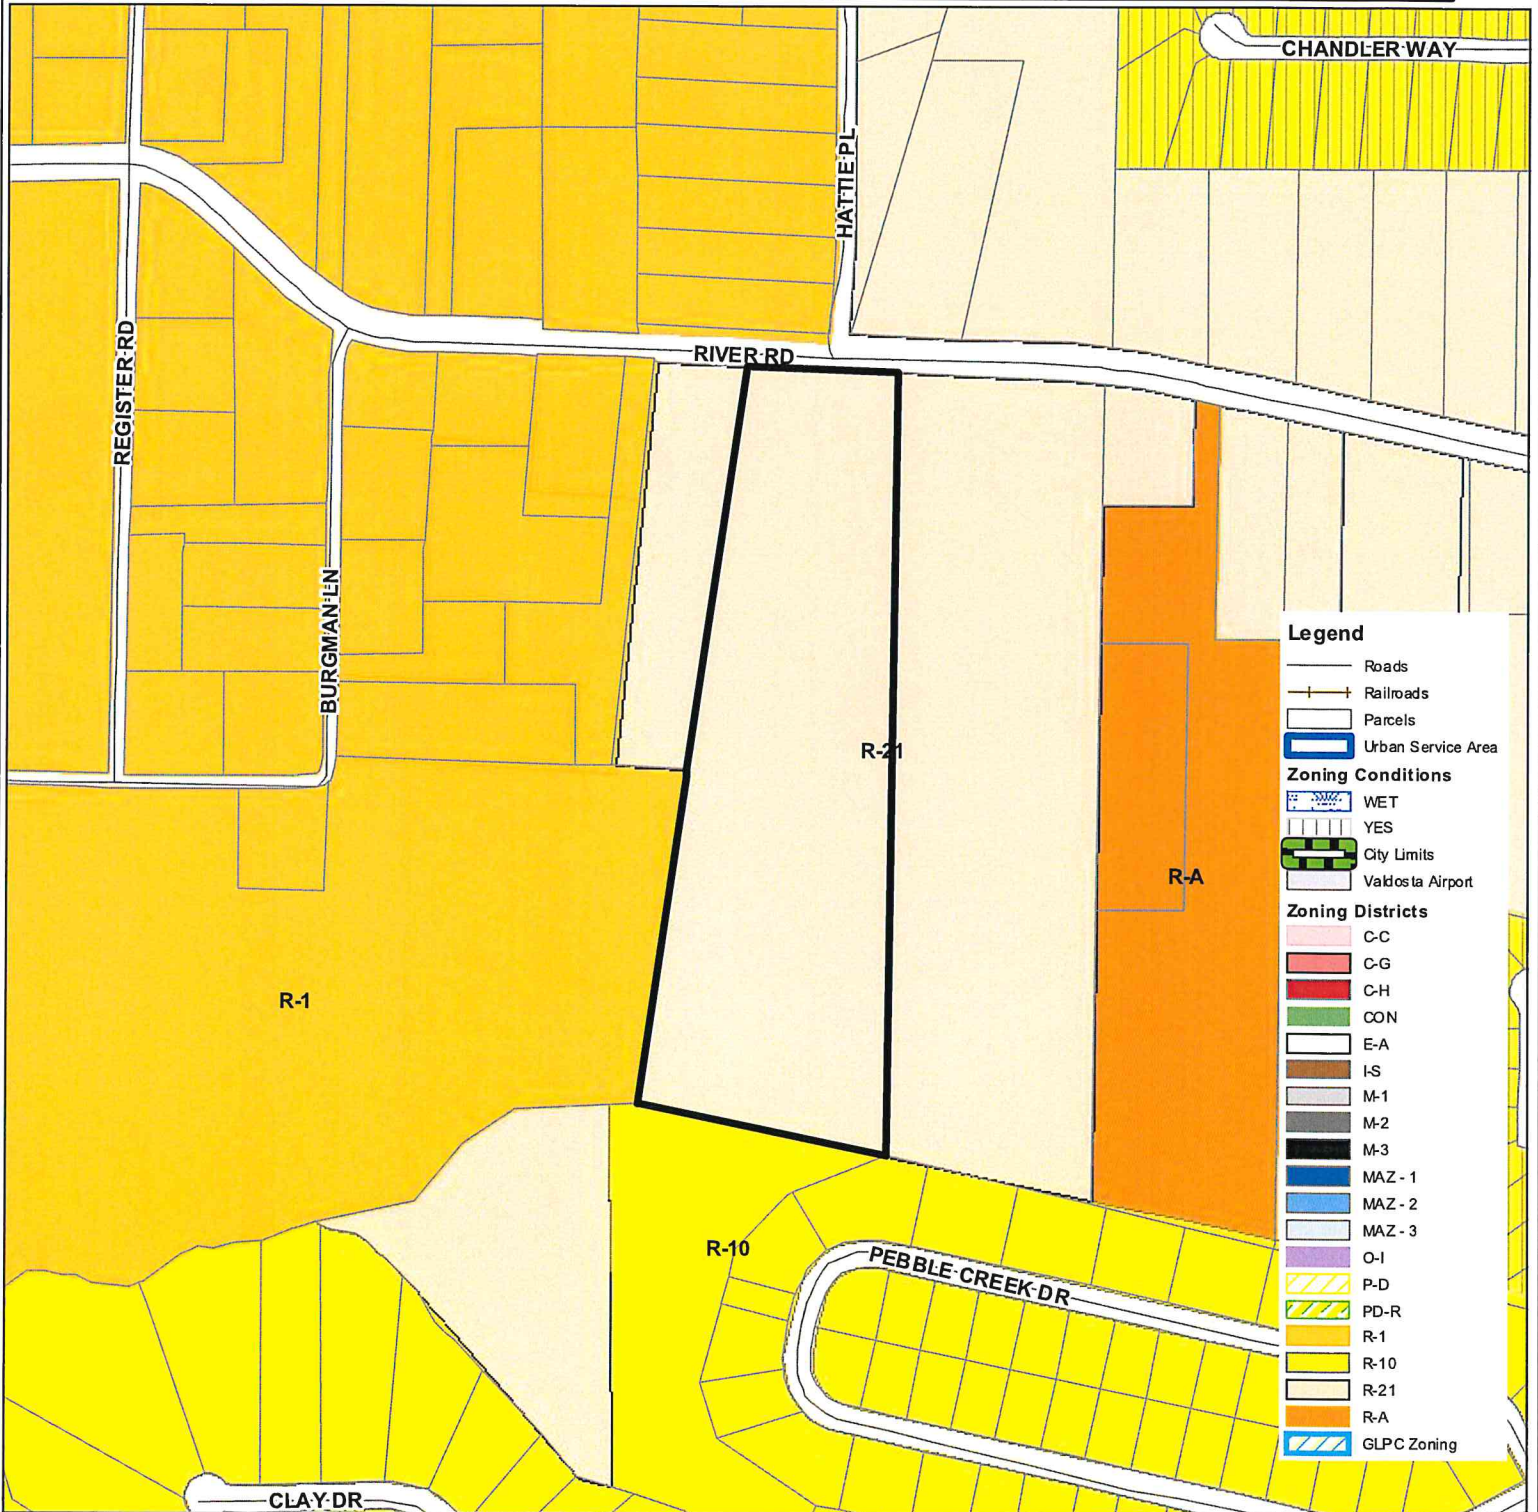 CHANDLER WAY
HATTIE PL
RIVER RD
REGISTER RD
BURGMAN LN
R-21
R-A
R-1
R-10
PEBBLE CREEK DR
CLAY DR
Legend
Roads
Railroads
Parcels
Urban Service Area
Zoning Conditions
WET
YES
City Limits
Valdosta Airport
Zoning Districts
C-C
C-G
C-H
CON
E-A
I-S
M-1
M-2
M-3
MAZ - 1
MAZ - 2
MAZ - 3
O-I
P-D
PD-R
R-1
R-10
R-21
R-A
GLPC Zoning